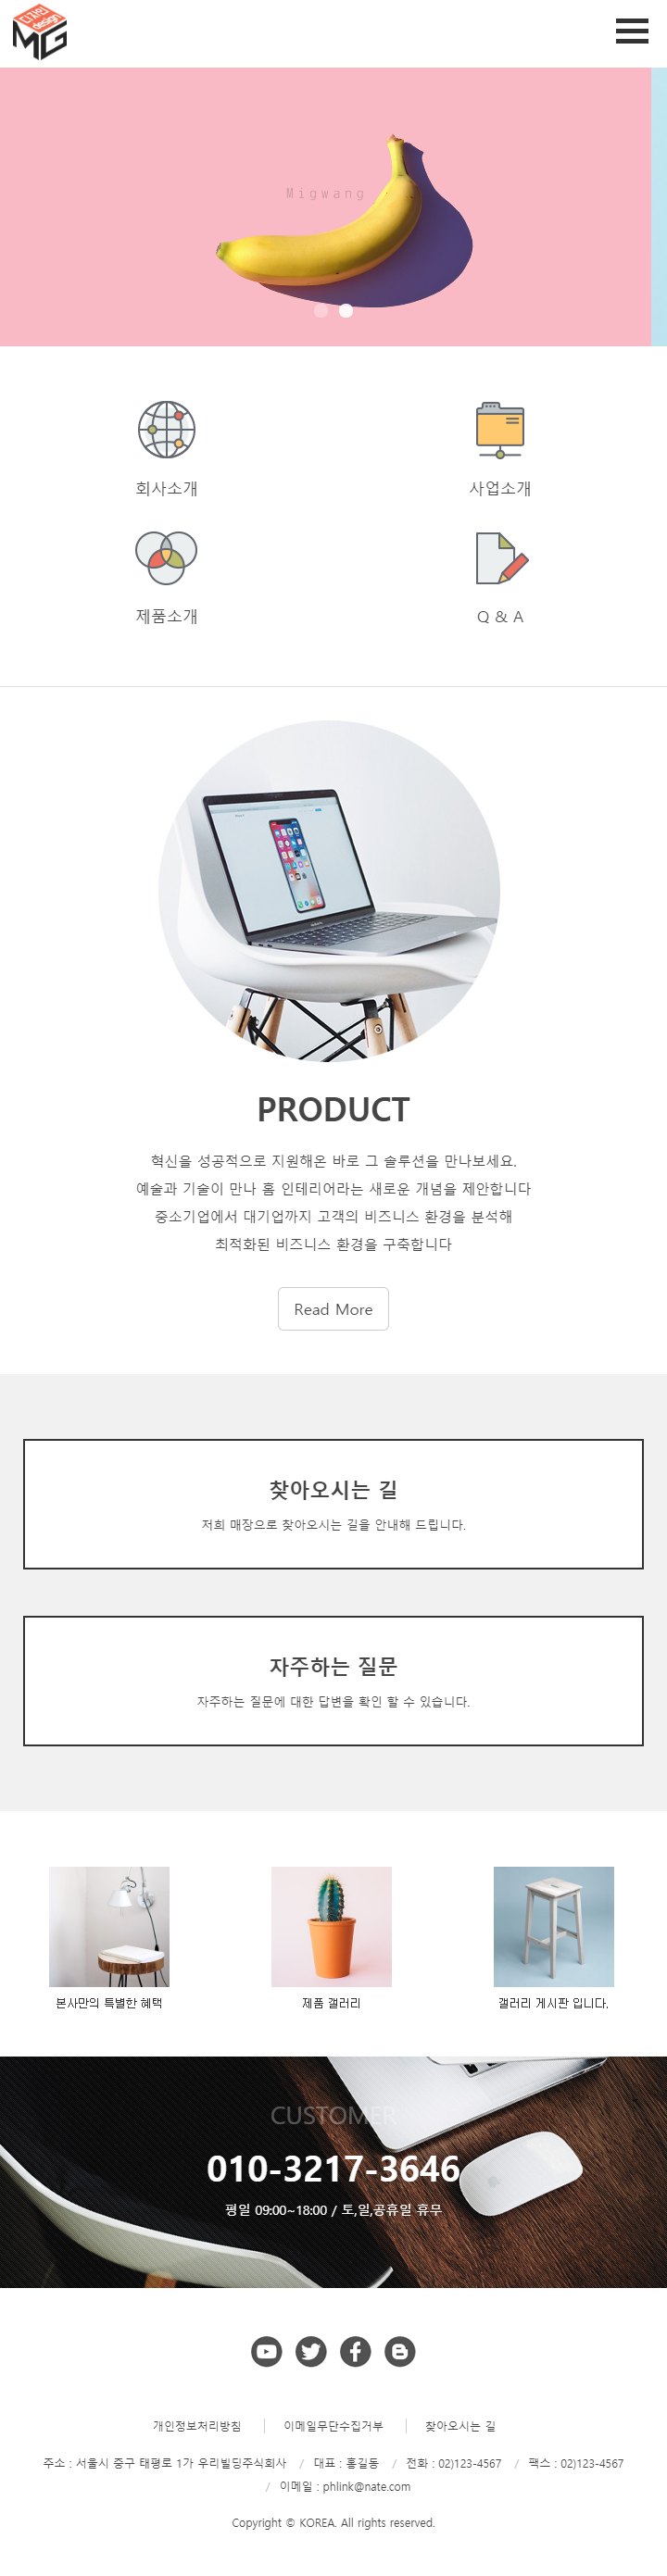 디자인
design
MG
Migwang
회사소개
사업소개
제품소개
Q & A
PRODUCT
혁신을 성공적으로 지원해온 바로 그 솔루션을 만나보세요.
예술과 기술이 만나 홈 인테리어라는 새로운 개념을 제안합니다
중소기업에서 대기업까지 고객의 비즈니스 환경을 분석해
최적화된 비즈니스 환경을 구축합니다
Read More
찾아오시는 길
저희 매장으로 찾아오시는 길을 안내해 드립니다.
자주하는 질문
자주하는 질문에 대한 답변을 확인 할 수 있습니다.
본사만의 특별한 혜택
제품 갤러리
갤러리 게시판 입니다.
CUSTOMER
010-3217-3646
평일 09:00~18:00 / 토,일,공휴일 휴무
개인정보처리방침
이메일무단수집거부
찾아오시는 길
주소 : 서울시 중구 태평로 1가 우리빌딩주식회사 / 대표 : 홍길동 / 전화 : 02)123-4567 / 팩스 : 02)123-4567
/ 이메일 : phlink@nate.com
Copyright © KOREA. All rights reserved.